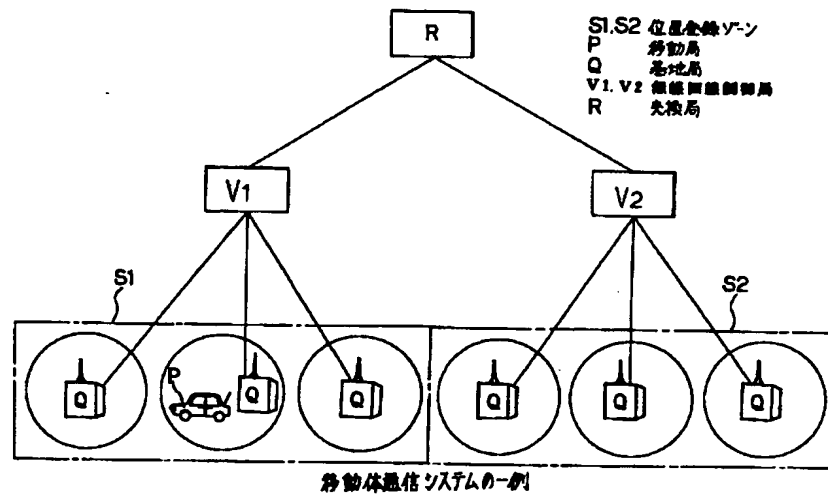 R
S1.S2 位置登録ゾーン
P 移動局
Q 基地局
V1.V2 無線回線制御局
R 交換局
V1
V2
S1
S2
Q
P
Q
Q
Q
Q
Q
移動体通信システムの一例